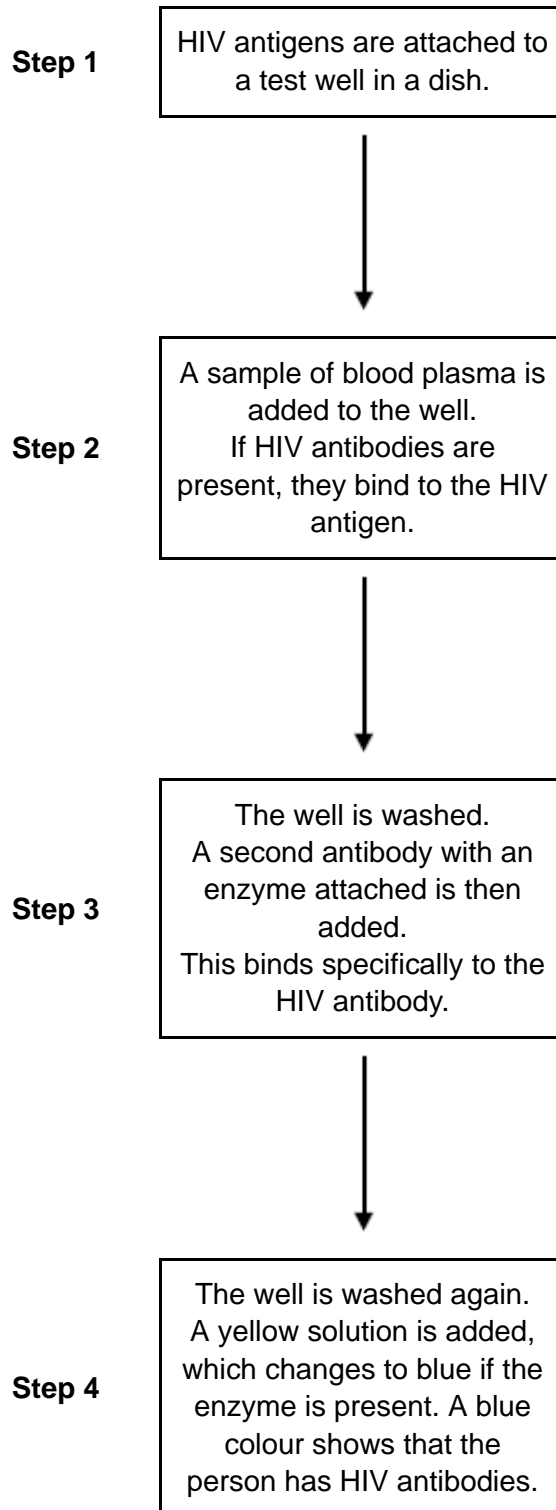 Step 1
HIV antigens are attached to
a test well in a dish.
Step 2
A sample of blood plasma is
added to the well.
If HIV antibodies are
present, they bind to the HIV
antigen.
Step 3
The well is washed.
A second antibody with an
enzyme attached is then
added.
This binds specifically to the
HIV antibody.
Step 4
The well is washed again.
A yellow solution is added,
which changes to blue if the
enzyme is present. A blue
colour shows that the
person has HIV antibodies.